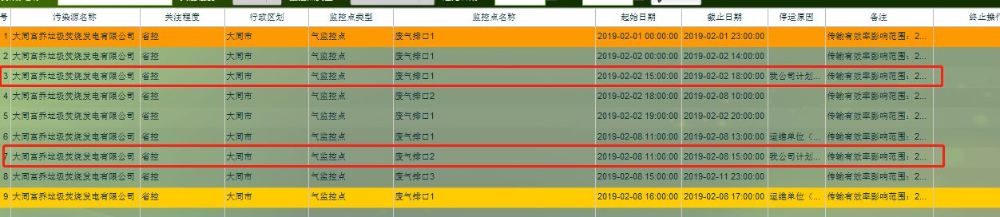 号 污染源名称 关注程度 行政区划 监控点类型 监控点名称 起始日期 截止日期 停运原因 备注 终止操作
1 大同富乔垃圾焚烧发电有限公司 省控 大同市 气监控点 废气排口1 2019-02-01 00:00:00 2019-02-01 23:00:00 传输有效率影响范围：2...
2 大同富乔垃圾焚烧发电有限公司 省控 大同市 气监控点 废气排口1 2019-02-02 00:00:00 2019-02-02 14:00:00 传输有效率影响范围：2...
3 大同富乔垃圾焚烧发电有限公司 省控 大同市 气监控点 废气排口1 2019-02-02 15:00:00 2019-02-02 18:00:00 我公司计划... 传输有效率影响范围：2...
4 大同富乔垃圾焚烧发电有限公司 省控 大同市 气监控点 废气排口2 2019-02-02 18:00:00 2019-02-08 10:00:00 传输有效率影响范围：2...
5 大同富乔垃圾焚烧发电有限公司 省控 大同市 气监控点 废气排口1 2019-02-02 19:00:00 2019-02-02 20:00:00 传输有效率影响范围：2...
6 大同富乔垃圾焚烧发电有限公司 省控 大同市 气监控点 废气排口1 2019-02-08 11:00:00 2019-02-08 13:00:00 运维单位（... 传输有效率影响范围：2...
7 大同富乔垃圾焚烧发电有限公司 省控 大同市 气监控点 废气排口2 2019-02-08 11:00:00 2019-02-08 15:00:00 我公司计划... 传输有效率影响范围：2...
8 大同富乔垃圾焚烧发电有限公司 省控 大同市 气监控点 废气排口3 2019-02-08 15:00:00 2019-02-11 23:00:00 传输有效率影响范围：2...
9 大同富乔垃圾焚烧发电有限公司 省控 大同市 气监控点 废气排口1 2019-02-08 16:00:00 2019-02-08 17:00:00 运维单位（... 传输有效率影响范围：2...